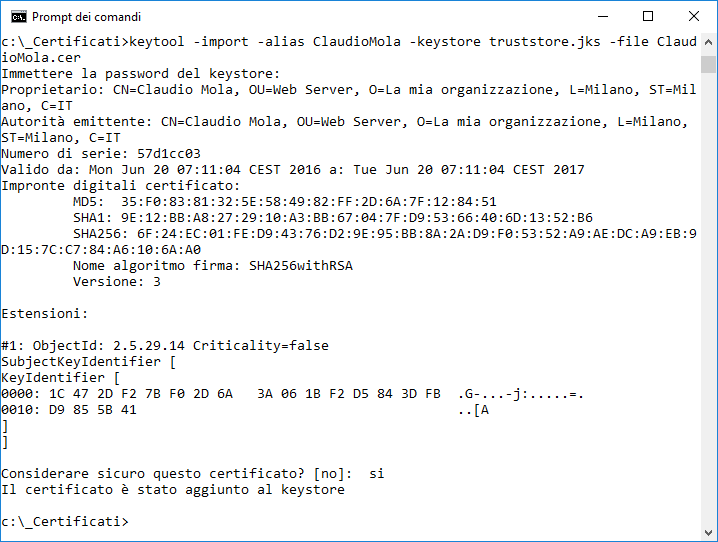 Prompt dei comandi
c:\_Certificati>keytool -import -alias ClaudioMola -keystore truststore.jks -file Claud
ioMola.cer
Immettere la password del keystore:
Proprietario: CN=Claudio Mola, OU=Web Server, O=La mia organizzazione, L=Milano, ST=Mil
ano, C=IT
Autorità emittente: CN=Claudio Mola, OU=Web Server, O=La mia organizzazione, L=Milano,
ST=Milano, C=IT
Numero di serie: 57d1cc03
Valido da: Mon Jun 20 07:11:04 CEST 2016 a: Tue Jun 20 07:11:04 CEST 2017
Impronte digitali certificato:
         MD5:  35:F0:83:81:32:5E:58:49:82:FF:2D:6A:7F:12:84:51
         SHA1: 9E:12:BB:A8:27:29:10:A3:BB:67:04:7F:D9:53:66:40:6D:13:52:B6
         SHA256: 6F:24:EC:01:FE:D9:43:76:D2:9E:95:BB:8A:2A:D9:F0:53:52:A9:AE:DC:A9:EB:9
D:15:7C:C7:84:A6:10:6A:A0
         Nome algoritmo firma: SHA256withRSA
         Versione: 3
Estensioni:
#1: ObjectId: 2.5.29.14 Criticality=false
SubjectKeyIdentifier [
KeyIdentifier [
0000: 1C 47 2D F2 7B F0 2D 6A   3A 06 1B F2 D5 84 3D FB  .G-...-j:.....=.
0010: D9 85 5B 41                                        ..[A
]
]
Considerare sicuro questo certificato? [no]:  si
Il certificato è stato aggiunto al keystore
c:\_Certificati>